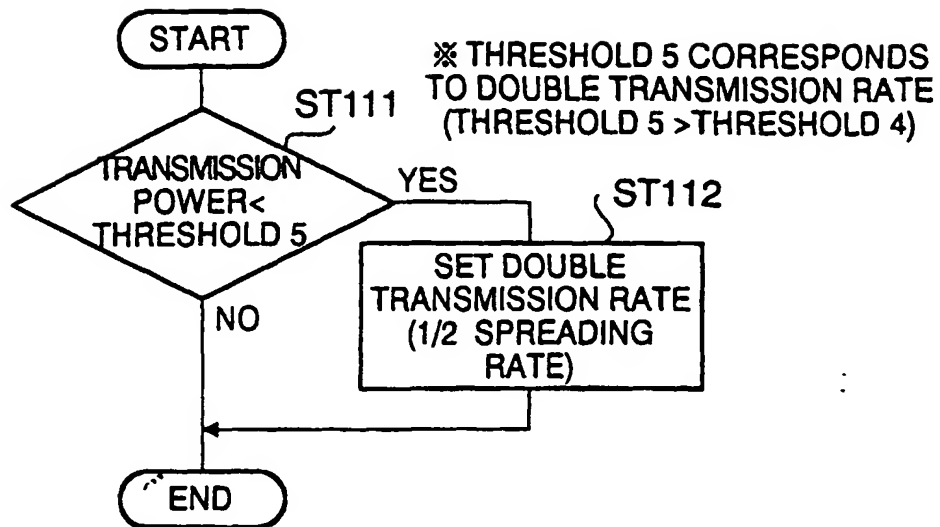 START
※ THRESHOLD 5 CORRESPONDS
TO DOUBLE TRANSMISSION RATE
(THRESHOLD 5 >THRESHOLD 4)
ST111
TRANSMISSION
POWER<
THRESHOLD 5
YES
ST112
SET DOUBLE
TRANSMISSION RATE
(1/2 SPREADING
RATE)
NO
END